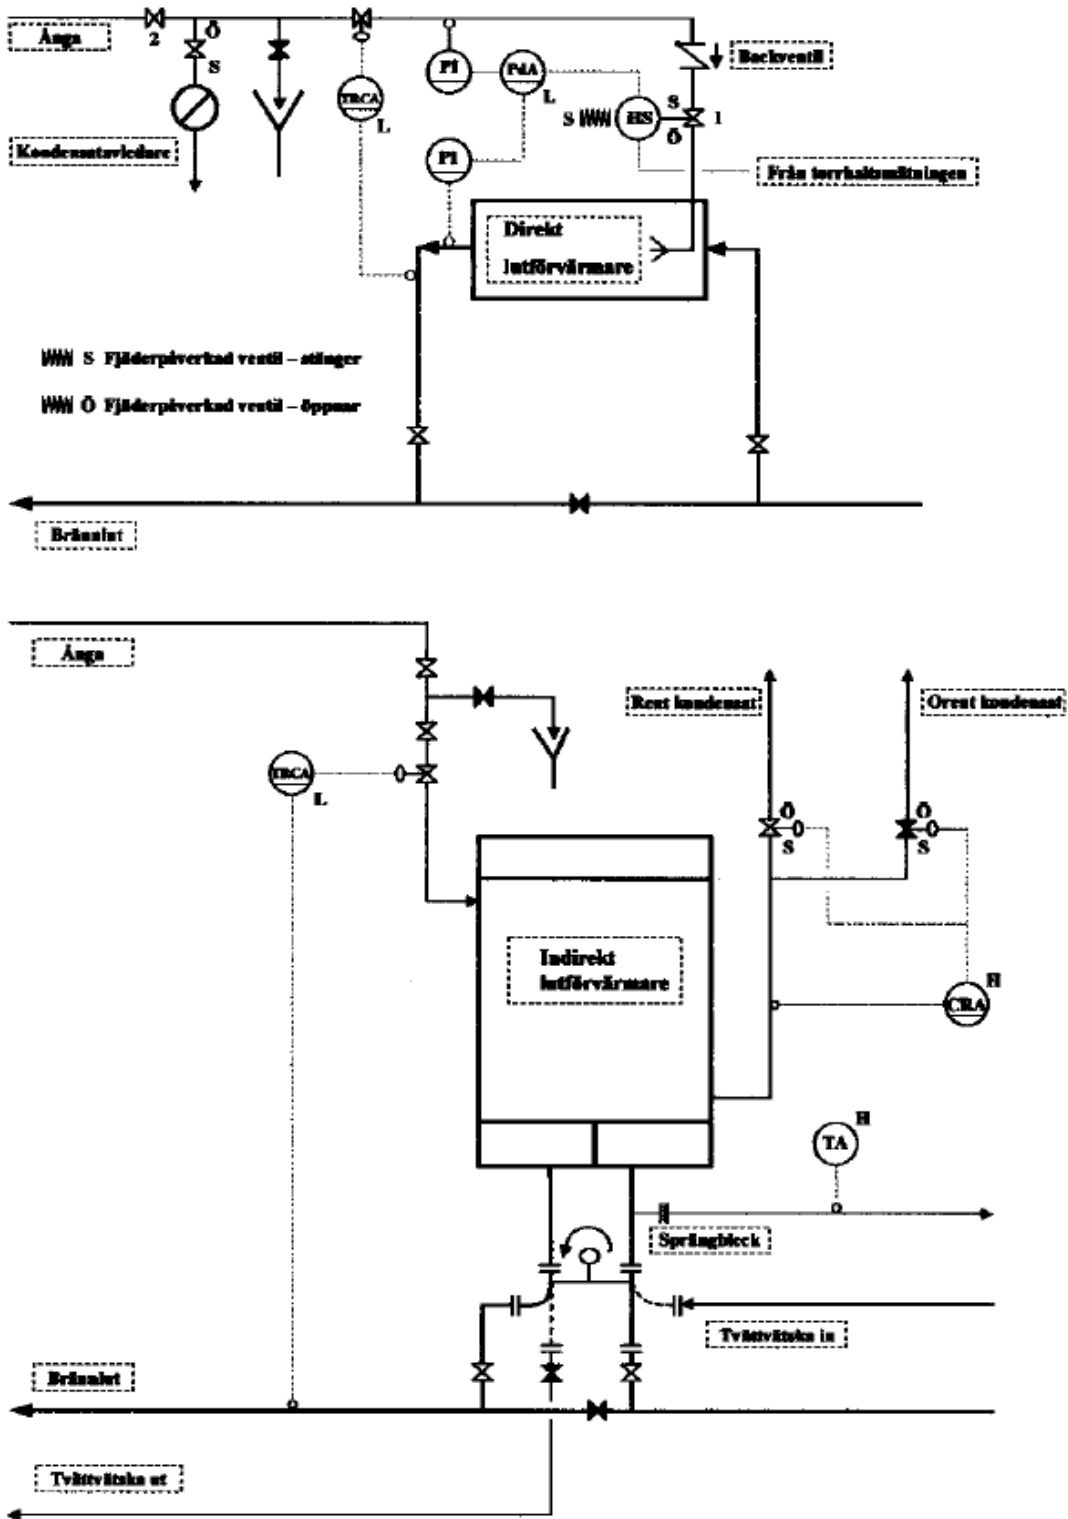 Ånga
2
Ö
S
Kondensatavledare
TRCA
L
PI
PdA
L
PI
S
HS
S
Ö
1
Backventil
Från torrhaltsmätningen
Direkt
lutförvärmare
S Fjäderpåverkad ventil – stänger
Ö Fjäderpåverkad ventil – öppnar
Brännlut
Ånga
TRCA
L
Rent kondensat
Orent kondensat
Ö
S
Ö
S
Indirekt
lutförvärmare
H
CRA
H
TA
Sprängbleck
Tvättvätska in
Brännlut
Tvättvätska ut